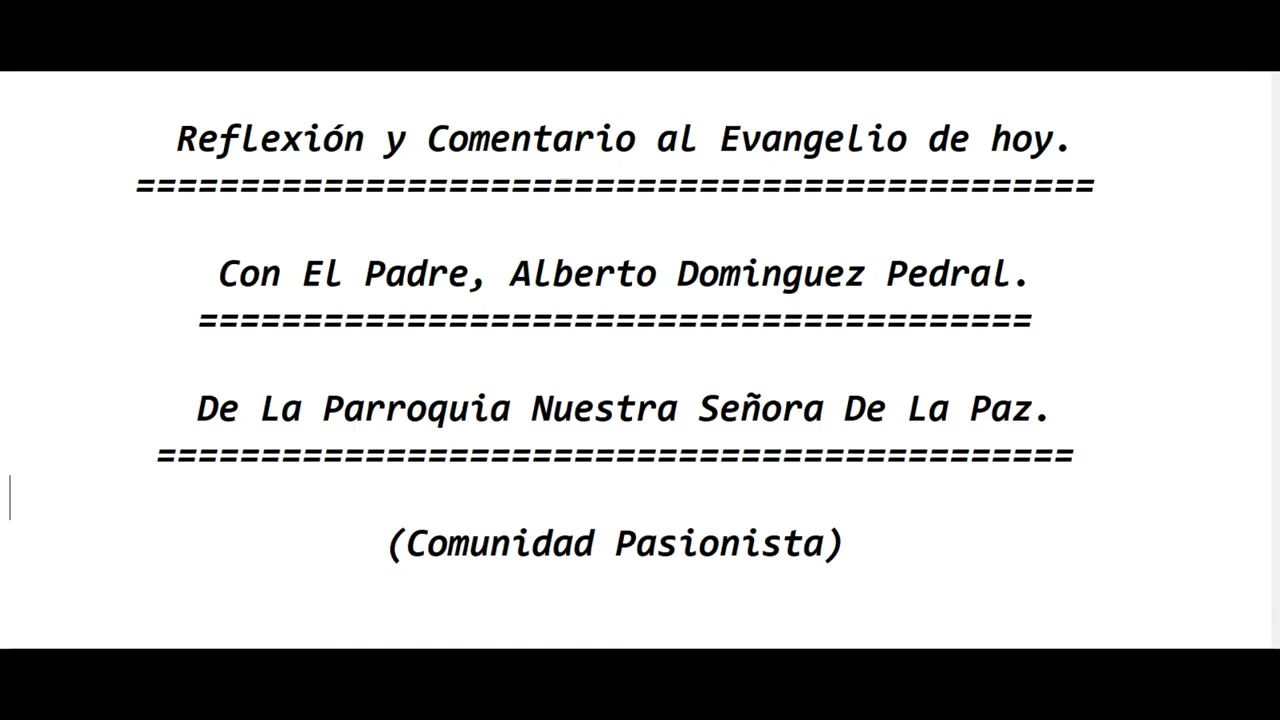 Reflexión y Comentario al Evangelio de hoy.
==============================================
Con El Padre, Alberto Dominguez Pedral.
========================================
De La Parroquia Nuestra Señora De La Paz.
============================================
(Comunidad Pasionista)